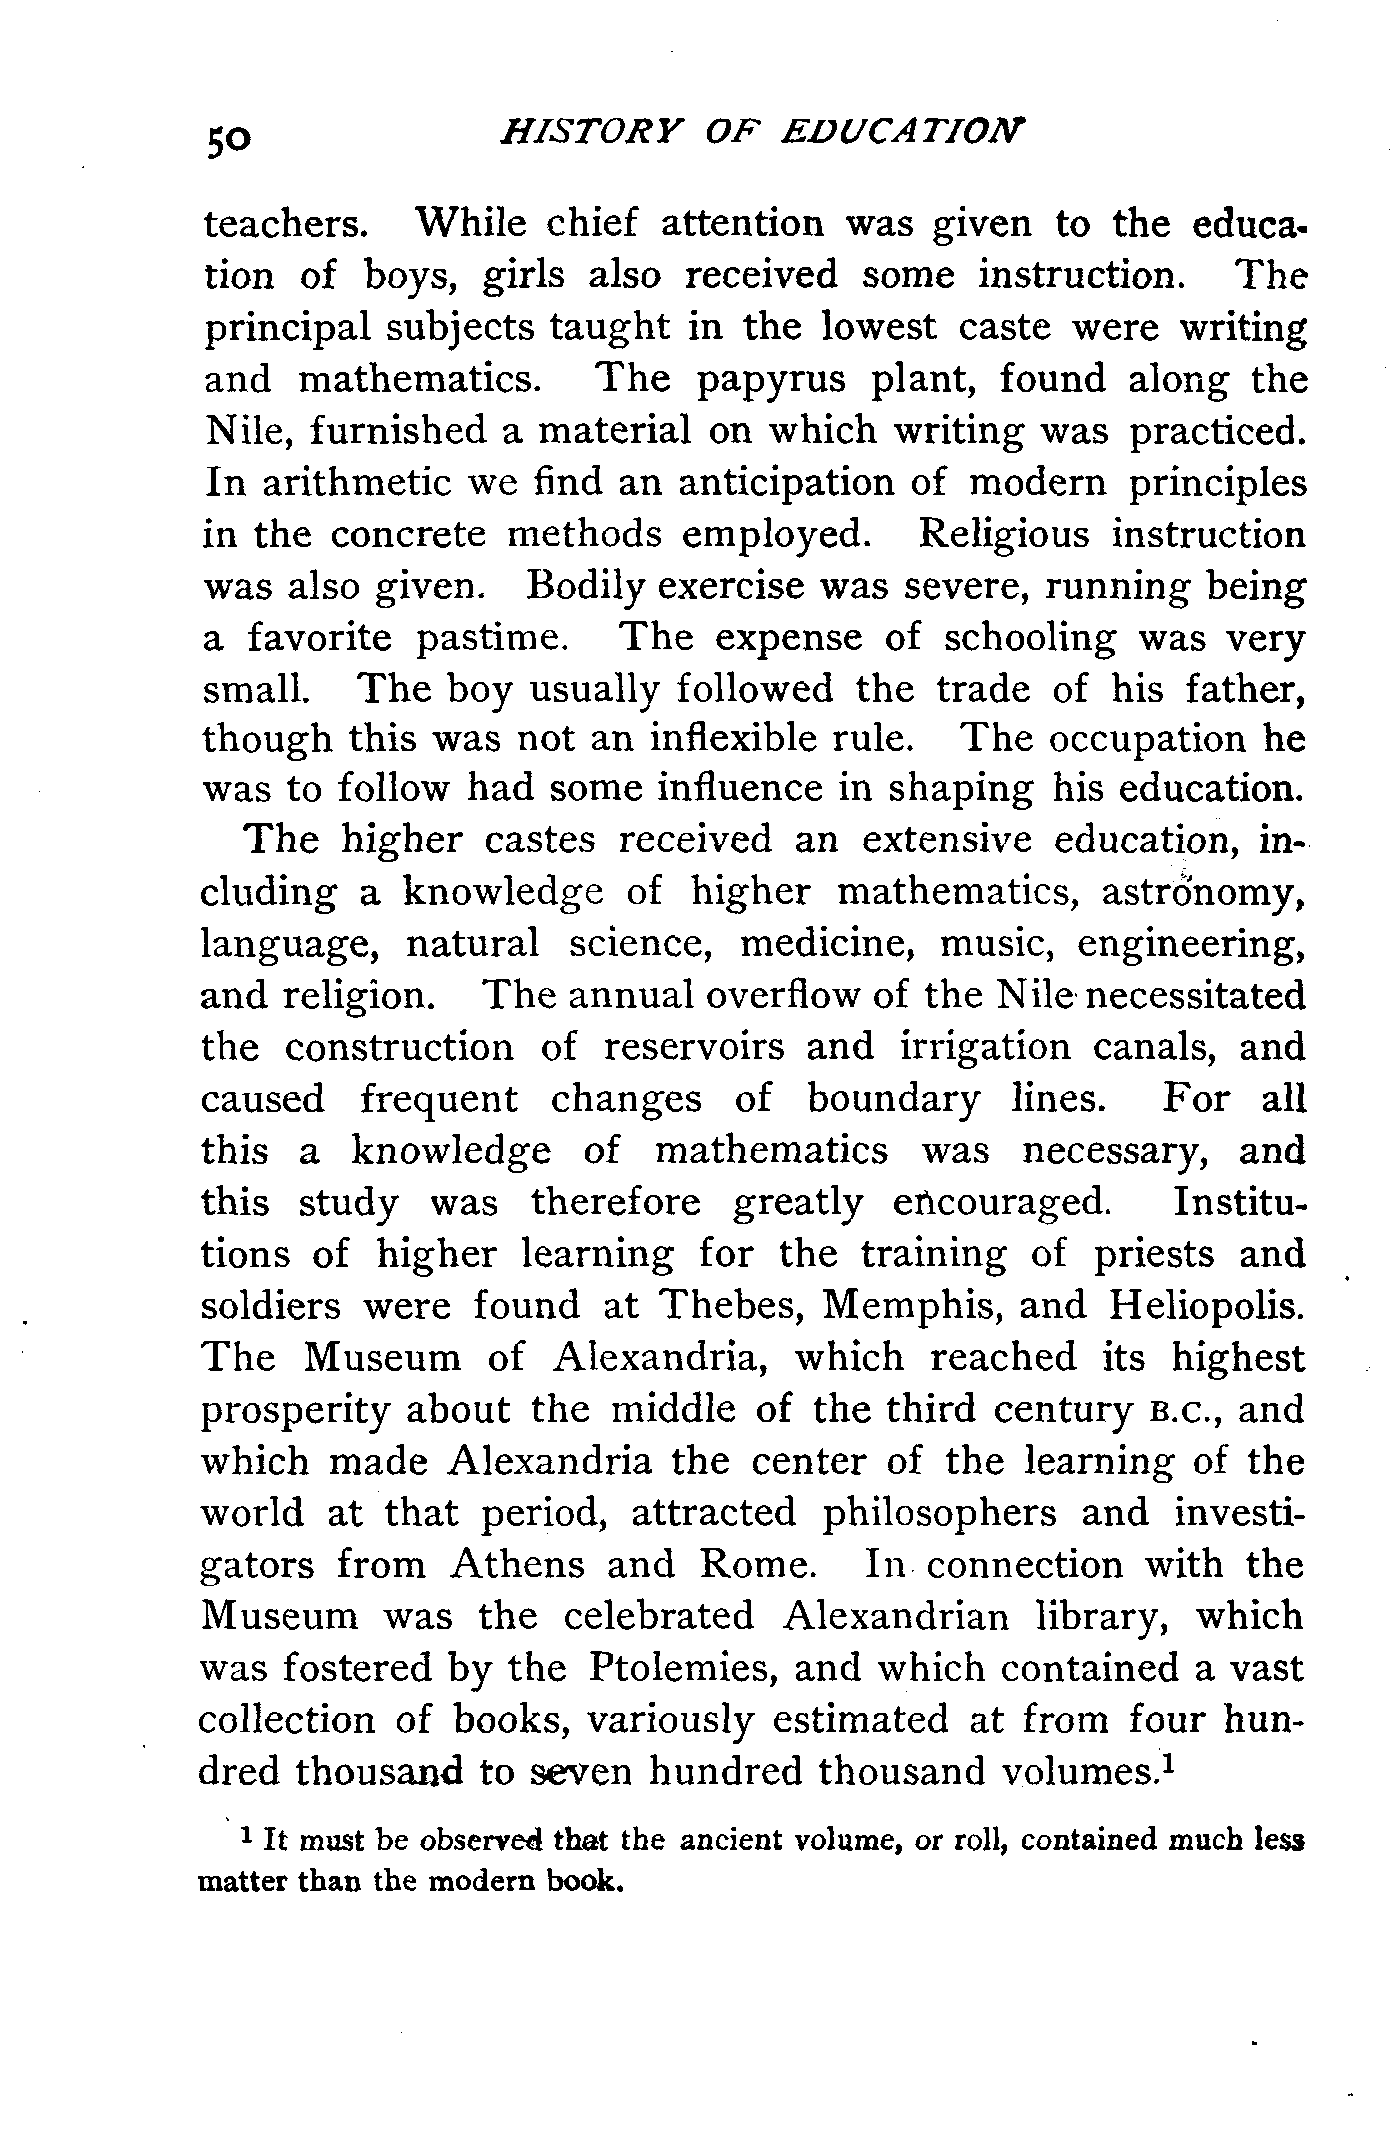 50 HISTORY OF EDUCATION
teachers. While chief attention was given to the educa-
tion of boys, girls also received some instruction. The
principal subjects taught in the lowest caste were writing
and mathematics. The papyrus plant, found along the
Nile, furnished a material on which writing was practiced.
In arithmetic we find an anticipation of modern principles
in the concrete methods employed. Religious instruction
was also given. Bodily exercise was severe, running being
a favorite pastime. The expense of schooling was very
small. The boy usually followed the trade of his father,
though this was not an inflexible rule. The occupation he
was to follow had some influence in shaping his education.
The higher castes received an extensive education, in-
cluding a knowledge of higher mathematics, astronomy,
language, natural science, medicine, music, engineering,
and religion. The annual overflow of the Nile necessitated
the construction of reservoirs and irrigation canals, and
caused frequent changes of boundary lines. For all
this a knowledge of mathematics was necessary, and
this study was therefore greatly encouraged. Institu-
tions of higher learning for the training of priests and
soldiers were found at Thebes, Memphis, and Heliopolis.
The Museum of Alexandria, which reached its highest
prosperity about the middle of the third century B.C., and
which made Alexandria the center of the learning of the
world at that period, attracted philosophers and investi-
gators from Athens and Rome. In connection with the
Museum was the celebrated Alexandrian library, which
was fostered by the Ptolemies, and which contained a vast
collection of books, variously estimated at from four hun-
dred thousand to seven hundred thousand volumes.¹
¹ It must be observed that the ancient volume, or roll, contained much less
matter than the modern book.